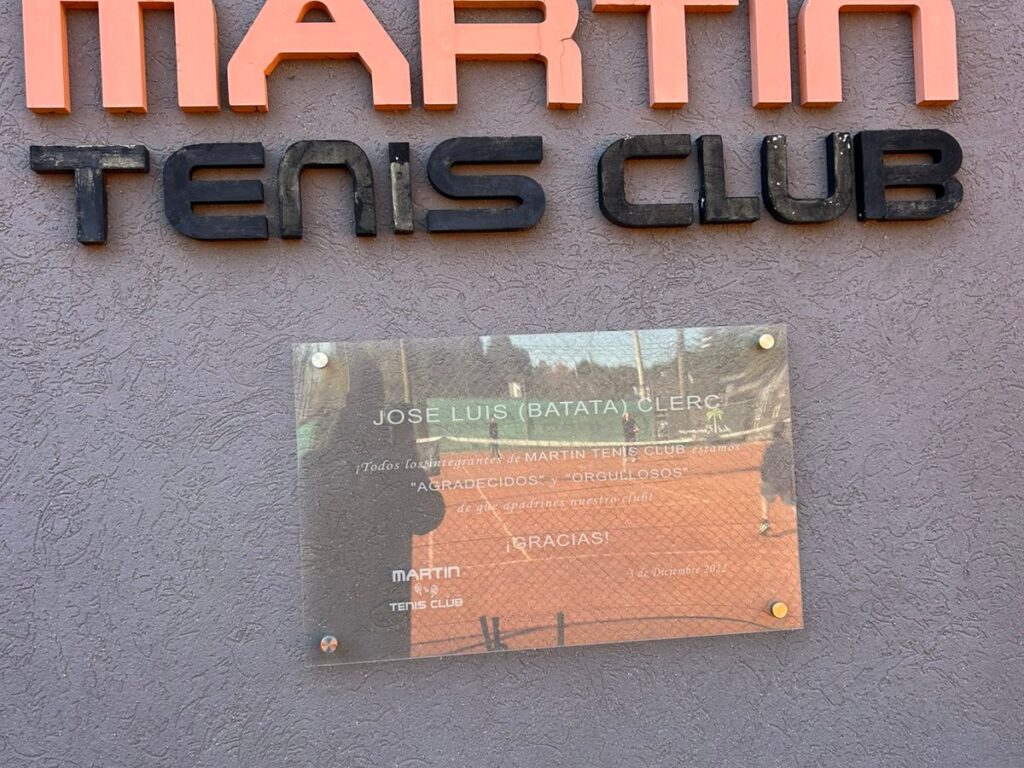 MARTIN
TENIS CLUB
JOSE LUIS (BATATA) CLERC
¡Todos los integrantes de MARTIN TENIS CLUB estamos
"AGRADECIDOS" y "ORGULLOSOS"
de que apadrines nuestro club!
¡GRACIAS!
MARTIN
TENIS CLUB
de Diciembre 2022